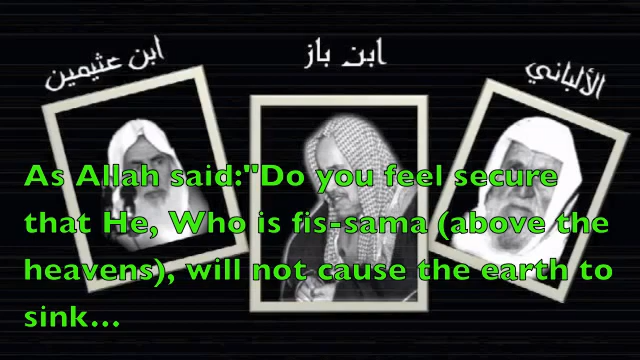 ابن عثيمين
ابن باز
الألباني
As Allah said:"Do you feel secure
that He, Who is fis-sama (above the
heavens), will not cause the earth to
sink...